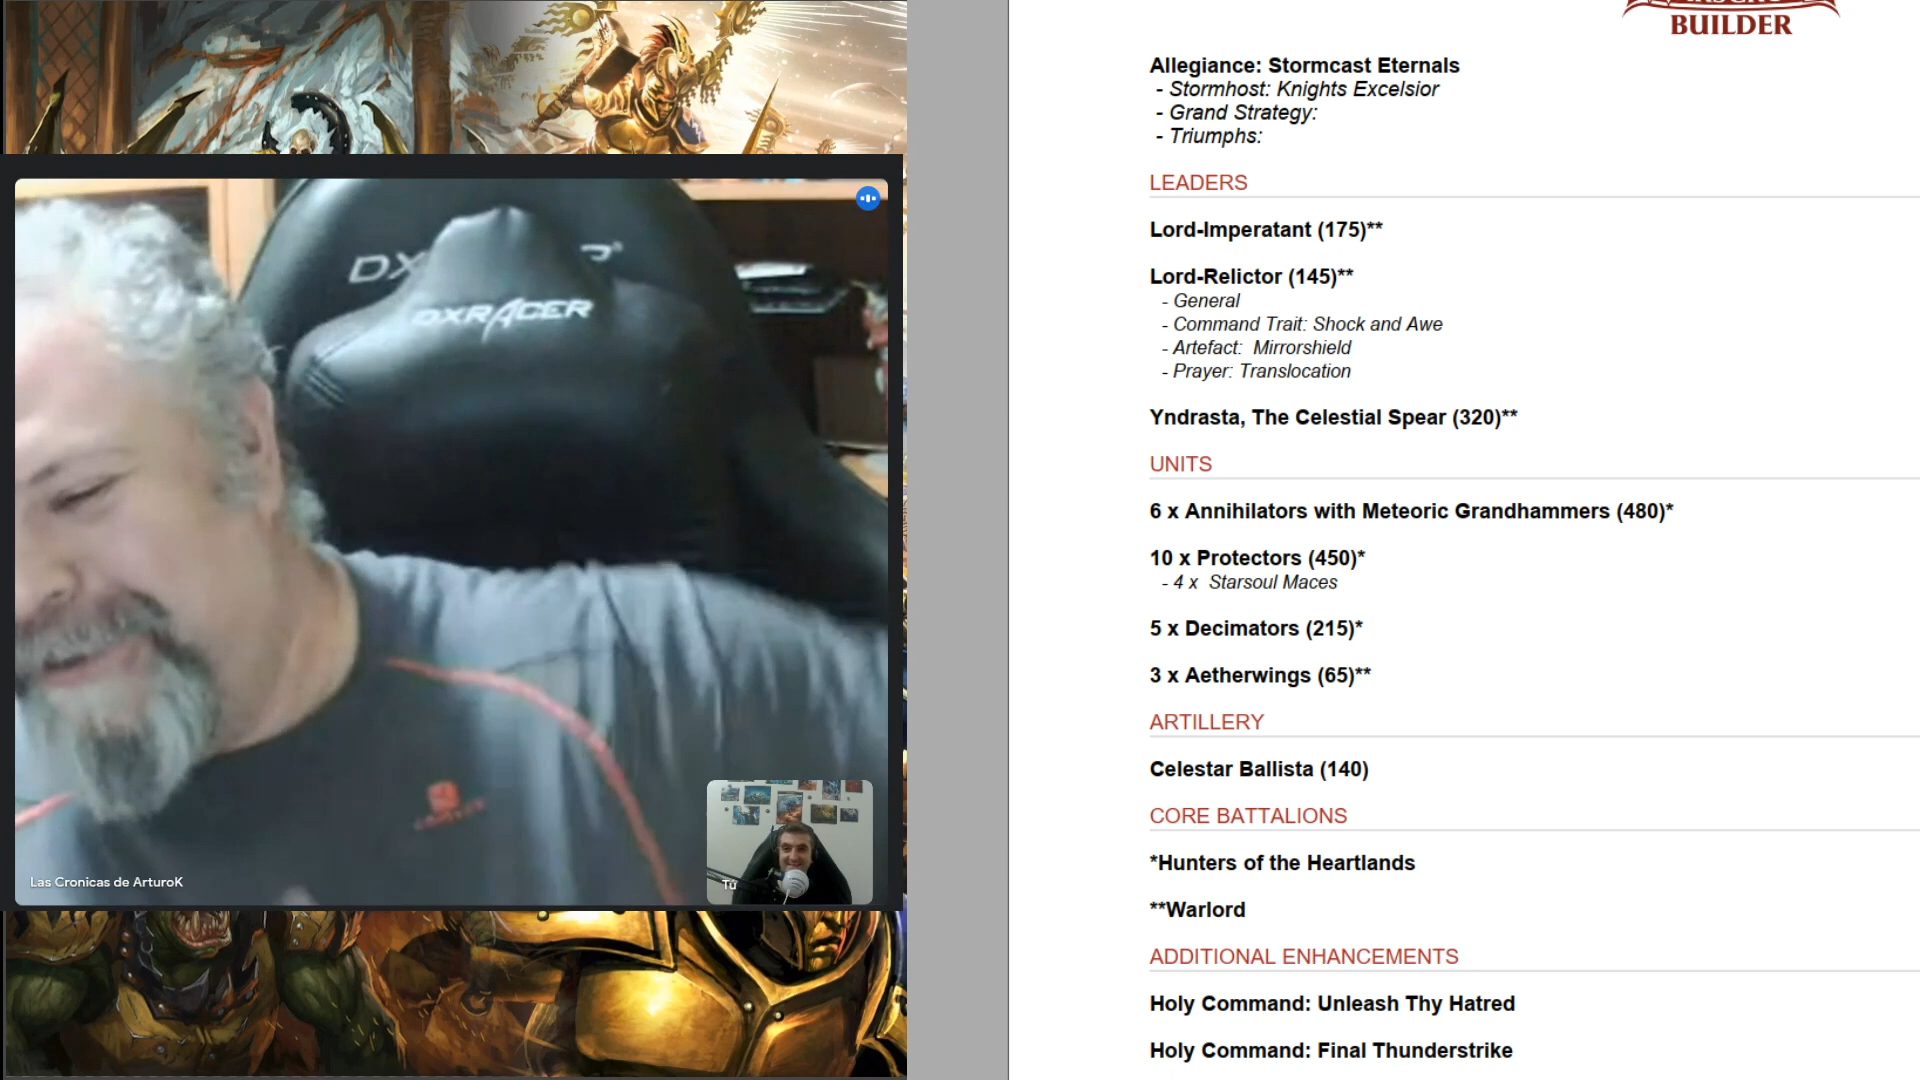 BUILDER
Allegiance: Stormcast Eternals
- Stormhost: Knights Excelsior
- Grand Strategy:
- Triumphs:
LEADERS
Lord-Imperatant (175)**
Lord-Relictor (145)**
- General
- Command Trait: Shock and Awe
- Artefact: Mirrorshield
- Prayer: Translocation
Yndrasta, The Celestial Spear (320)**
UNITS
6 x Annihilators with Meteoric Grandhammers (480)*
10 x Protectors (450)*
- 4 x Starsoul Maces
5 x Decimators (215)*
3 x Aetherwings (65)**
ARTILLERY
Celestar Ballista (140)
CORE BATTALIONS
*Hunters of the Heartlands
**Warlord
ADDITIONAL ENHANCEMENTS
Holy Command: Unleash Thy Hatred
Holy Command: Final Thunderstrike
DX
DXRACER
Las Cronicas de ArturoK
Tú